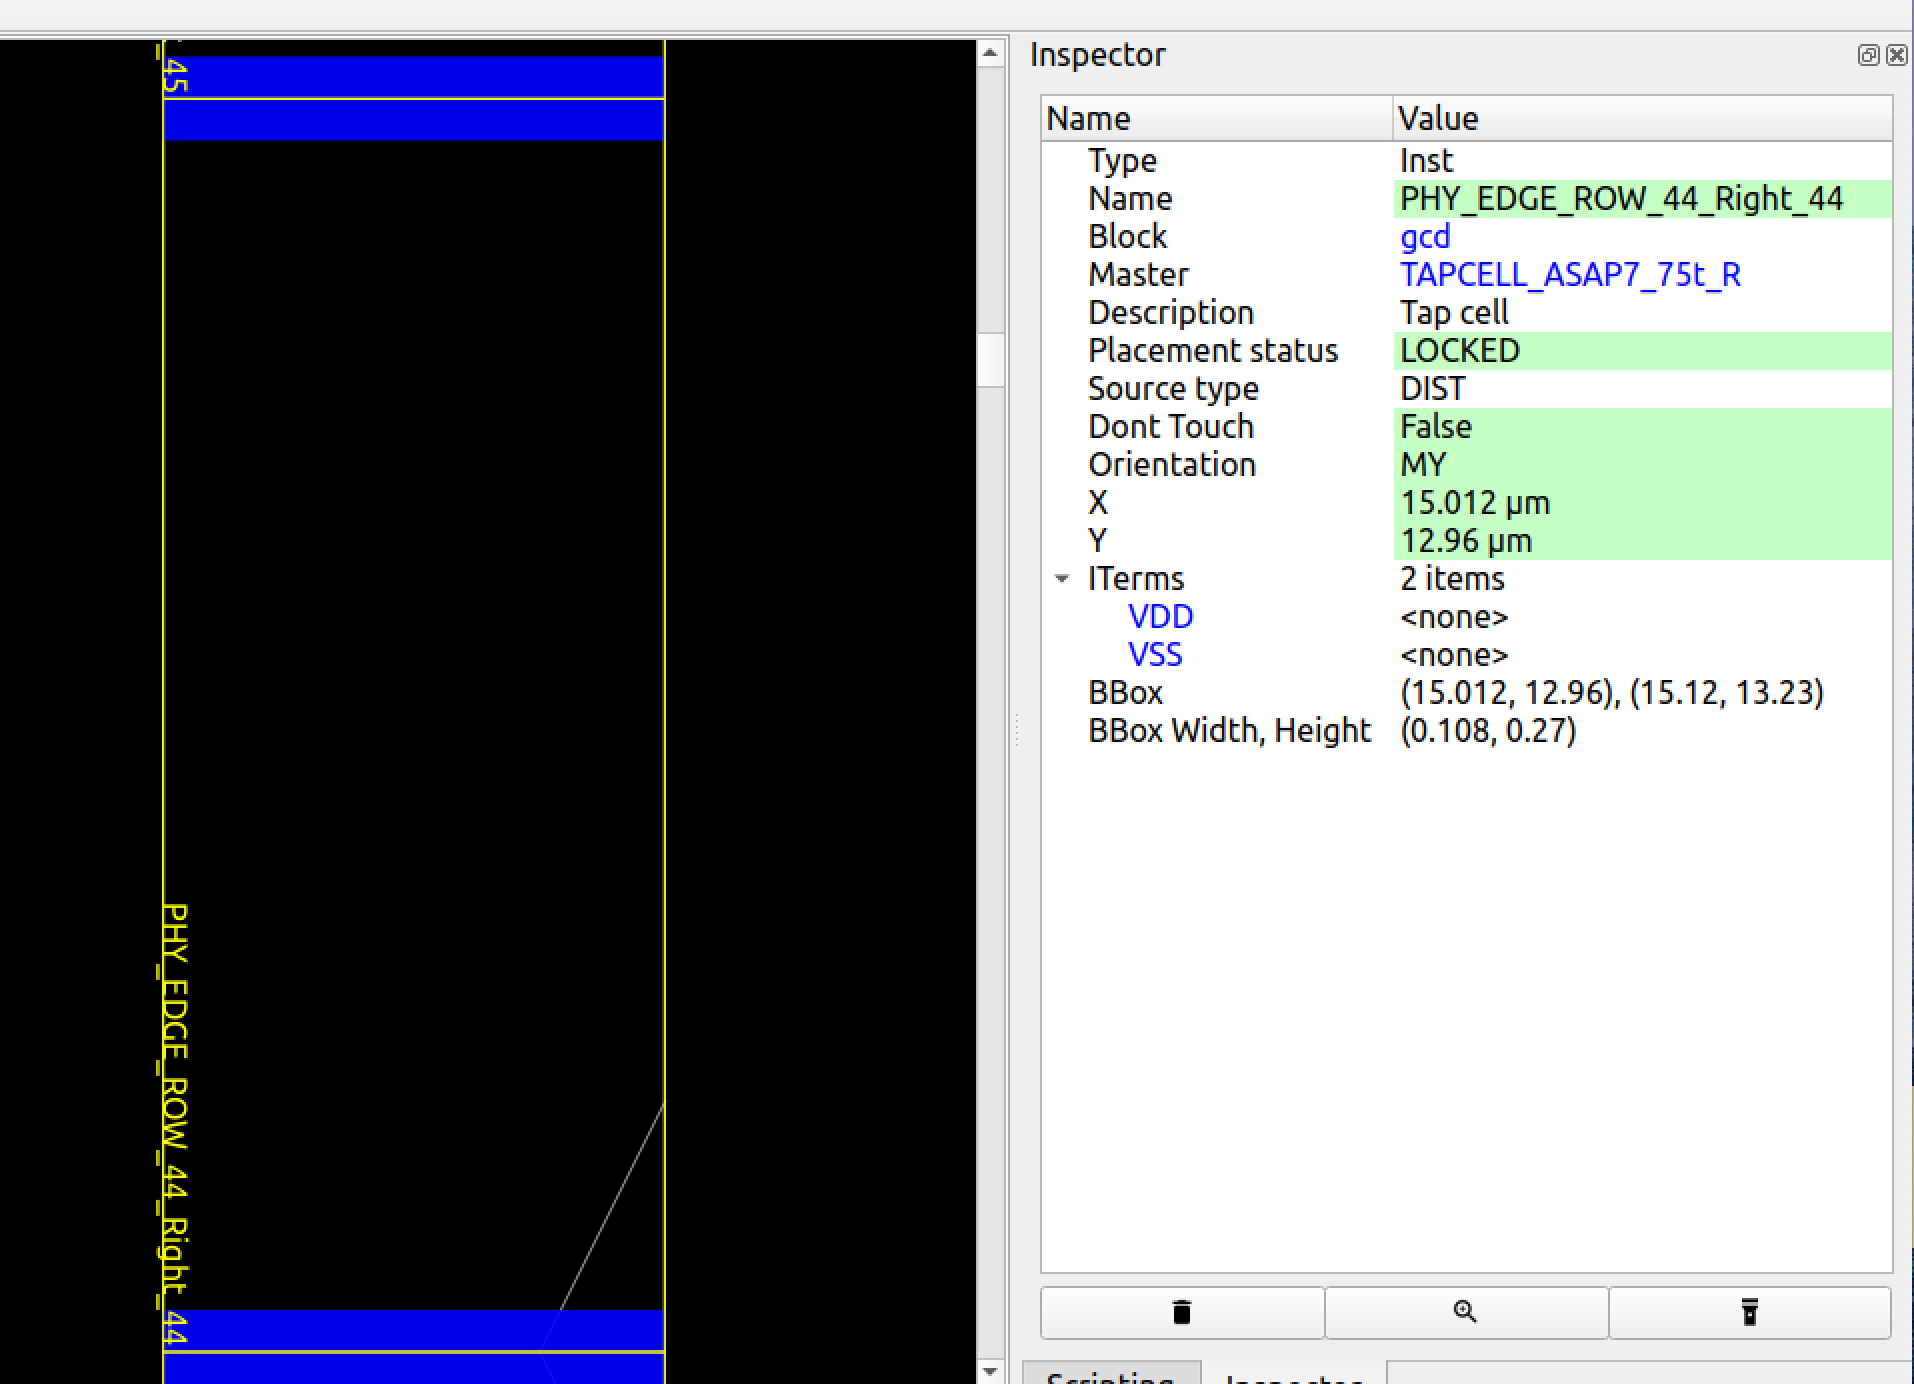 _45
PHY_EDGE_ROW_44_Right_44
Inspector
Name Value
Type Inst
Name PHY_EDGE_ROW_44_Right_44
Block gcd
Master TAPCELL_ASAP7_75t_R
Description Tap cell
Placement status LOCKED
Source type DIST
Dont Touch False
Orientation MY
X 15.012 µm
Y 12.96 µm
ITerms 2 items
VDD <none>
VSS <none>
BBox (15.012, 12.96), (15.12, 13.23)
BBox Width, Height (0.108, 0.27)
Scripting Inspector